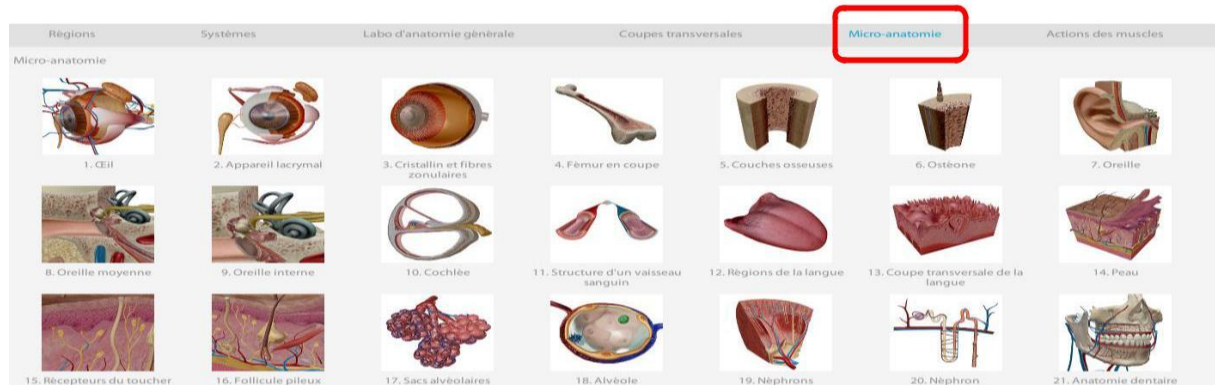 Régions Systèmes Labo d'anatomie générale Coupes transversales Micro-anatomie Actions des muscles
Micro-anatomie
1. Œil 2. Appareil lacrymal 3. Cristallin et fibres zonulaires 4. Fémur en coupe 5. Couches osseuses 6. Ostéone 7. Oreille
8. Oreille moyenne 9. Oreille interne 10. Cochlée 11. Structure d'un vaisseau sanguin 12. Régions de la langue 13. Coupe transversale de la langue 14. Peau
15. Récepteurs du toucher 16. Follicule pileux 17. Sacs alvéolaires 18. Alvéole 19. Néphrons 20. Néphron 21. Anatomie dentaire